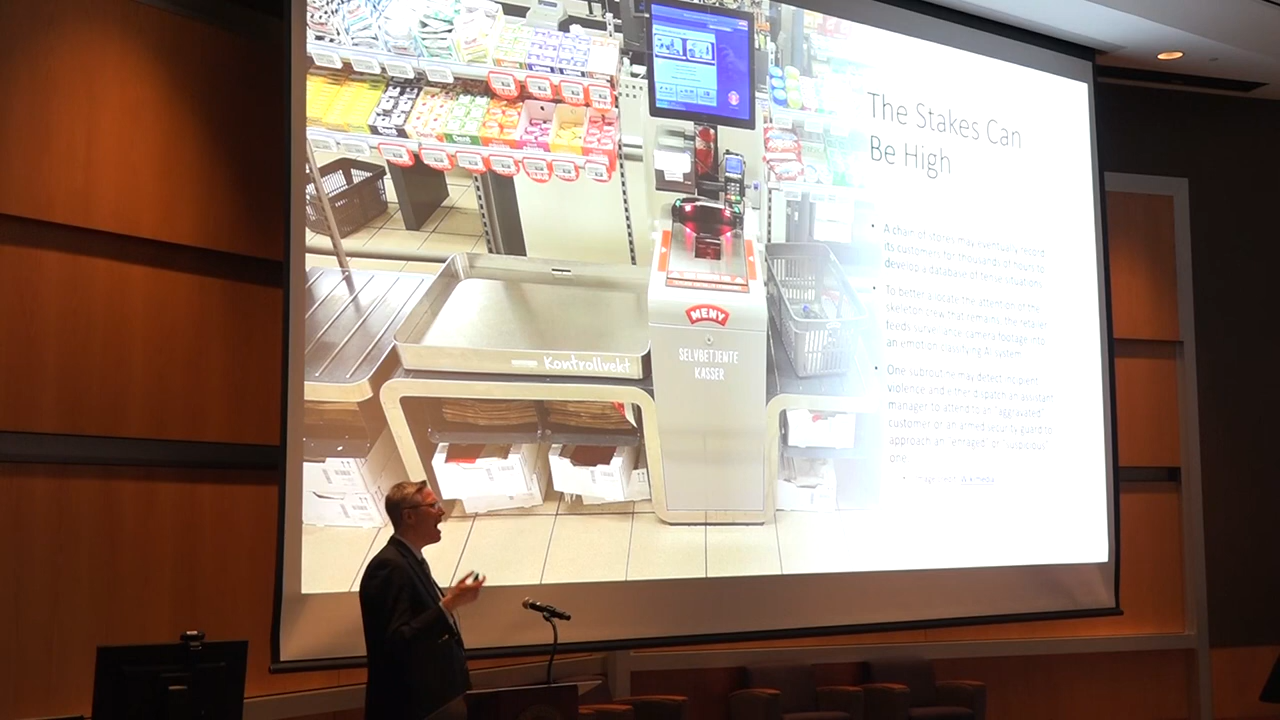 The Stakes Can
Be High
• A chain of stores may eventually record
its customers for thousands of hours to
develop a database of tense situations.
• To better allocate the attention of the
skeleton crew that remains, the retailer
feeds surveillance camera footage into
an emotion classifying AI system.
• One subroutine may detect incipient
violence and either dispatch an assistant
manager to attend to an "aggravated"
customer or an armed security guard to
approach an "enraged" or "suspicious"
one.
Wikimedia
MENY
SELVBETJENTE
KASSER
Kontrollvekt